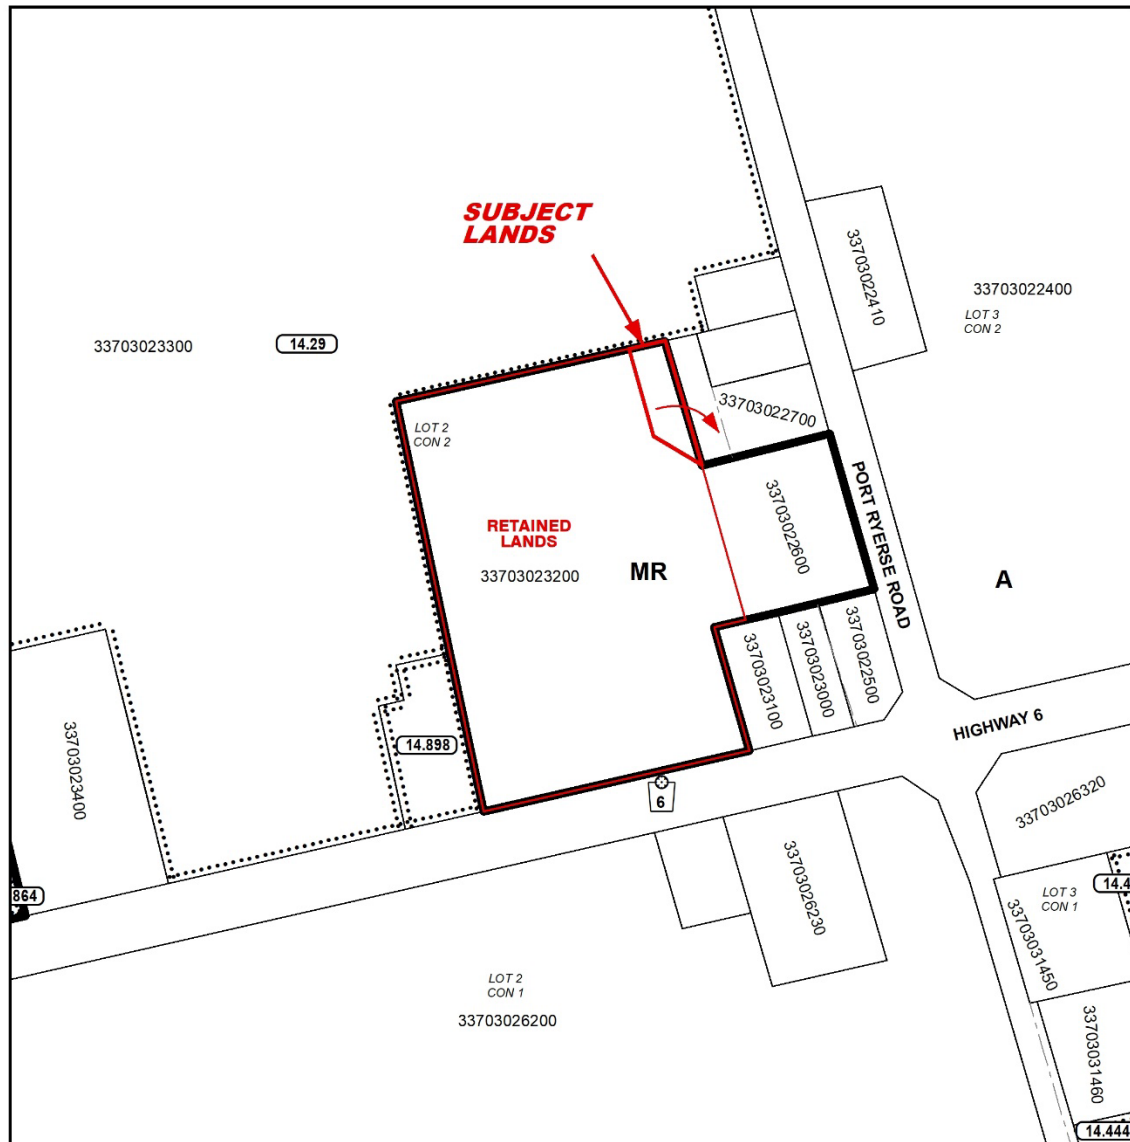 SUBJECT
LANDS
33703022410
33703022400
LOT 3
CON 2
33703023300
14.29
33703022700
LOT 2
CON 2
PORT RYERSE ROAD
33703022600
RETAINED
LANDS
33703023200
MR
A
33703023100
33703023000
33703022500
HIGHWAY 6
33703023400
14.898
6
33703026320
33703026230
864
LOT 3
CON 1
14.4
33703031450
LOT 2
CON 1
33703026200
33703031460
14.444